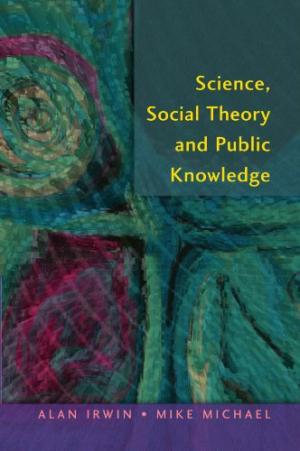 Science,
Social Theory
and Public
Knowledge
ALAN IRWIN • MIKE MICHAEL